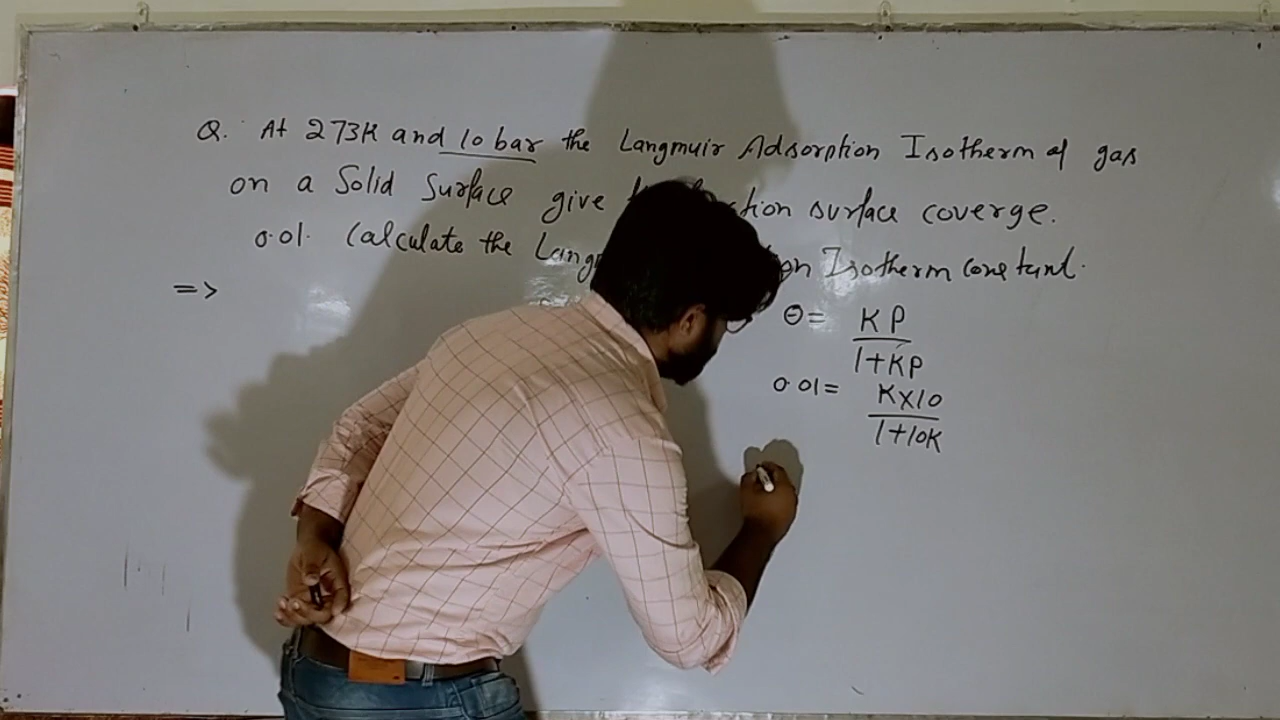 Q. At 273K and 10 bar the Langmuir Adsorption Isotherm of gas
on a Solid Surface give surface coverge.
0.01. Calculate the Isotherm constant.
=>
θ = KP / 1+KP
0.01 = K×10 / 1+10K